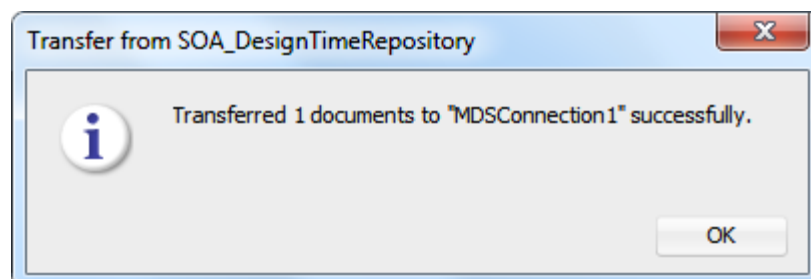 Transfer from SOA_DesignTimeRepository
Transferred 1 documents to "MDSConnection1" successfully.
OK